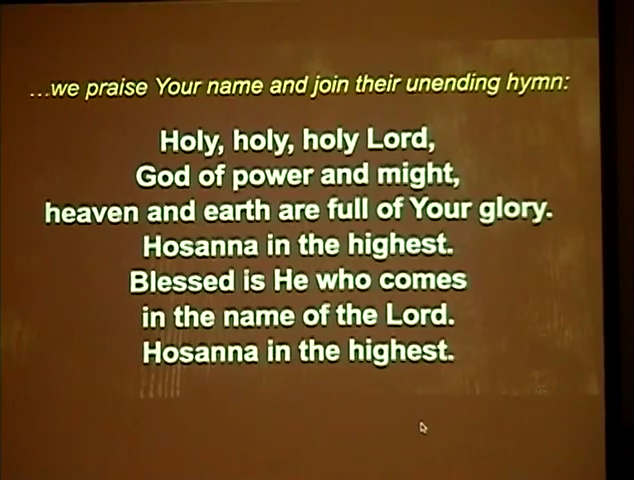 ...we praise Your name and join their unending hymn:
Holy, holy, holy Lord,
God of power and might,
heaven and earth are full of Your glory.
Hosanna in the highest.
Blessed is He who comes
in the name of the Lord.
Hosanna in the highest.